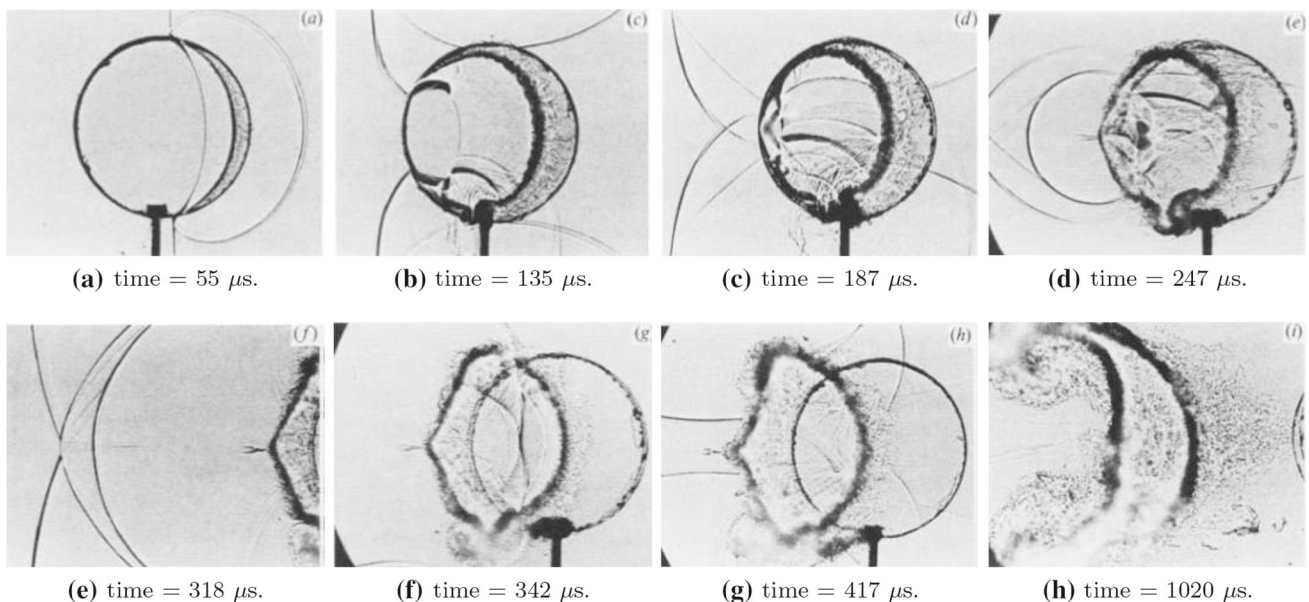 (a)
(c)
(d)
(e)
(a) time = 55 μs.
(b) time = 135 μs.
(c) time = 187 μs.
(d) time = 247 μs.
(f)
(g)
(h)
(i)
(e) time = 318 μs.
(f) time = 342 μs.
(g) time = 417 μs.
(h) time = 1020 μs.